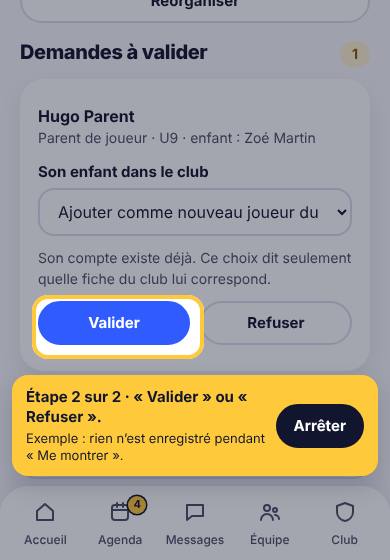 Réorganiser
Demandes à valider
1
Hugo Parent
Parent de joueur · U9 · enfant : Zoé Martin
Son enfant dans le club
Ajouter comme nouveau joueur du
Son compte existe déjà. Ce choix dit seulement
quelle fiche du club lui correspond.
Valider
Refuser
Étape 2 sur 2 · « Valider » ou «
Refuser ».
Exemple : rien n’est enregistré pendant
« Me montrer ».
Arrêter
4
Accueil
Agenda
Messages
Équipe
Club